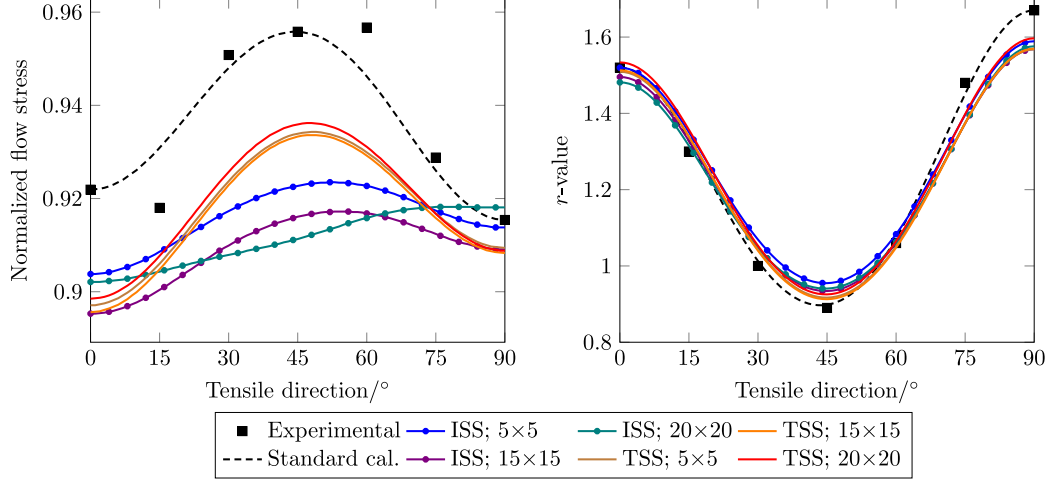 0.96
0.94
0.92
0.9
Normalized flow stress
0 15 30 45 60 75 90
Tensile direction/°
1.6
1.4
1.2
1
0.8
r-value
0 15 30 45 60 75 90
Tensile direction/°
Experimental ISS; 5×5 ISS; 20×20 TSS; 15×15
Standard cal. ISS; 15×15 TSS; 5×5 TSS; 20×20